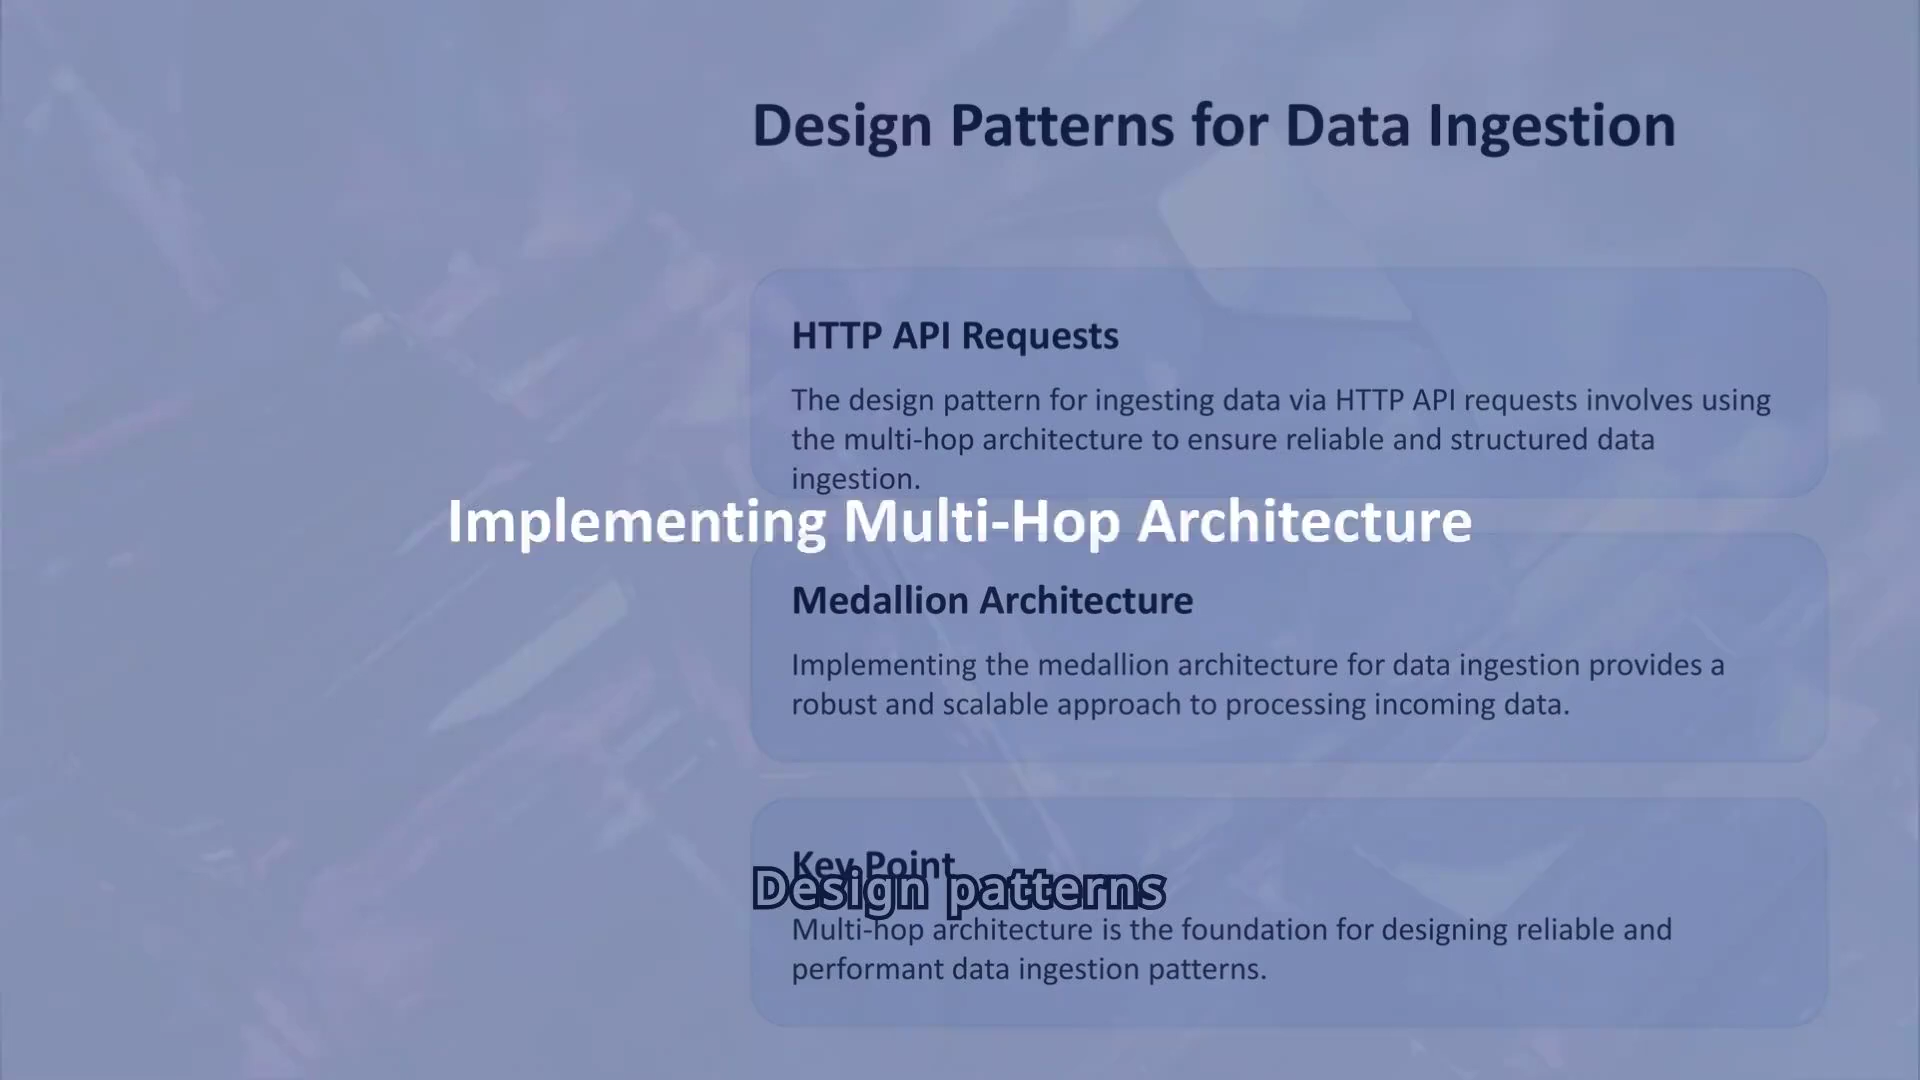 Design Patterns for Data Ingestion
HTTP API Requests
The design pattern for ingesting data via HTTP API requests involves using
the multi-hop architecture to ensure reliable and structured data
ingestion.
Implementing Multi-Hop Architecture
Medallion Architecture
Implementing the medallion architecture for data ingestion provides a
robust and scalable approach to processing incoming data.
Key Point
Design patterns
Multi-hop architecture is the foundation for designing reliable and
performant data ingestion patterns.